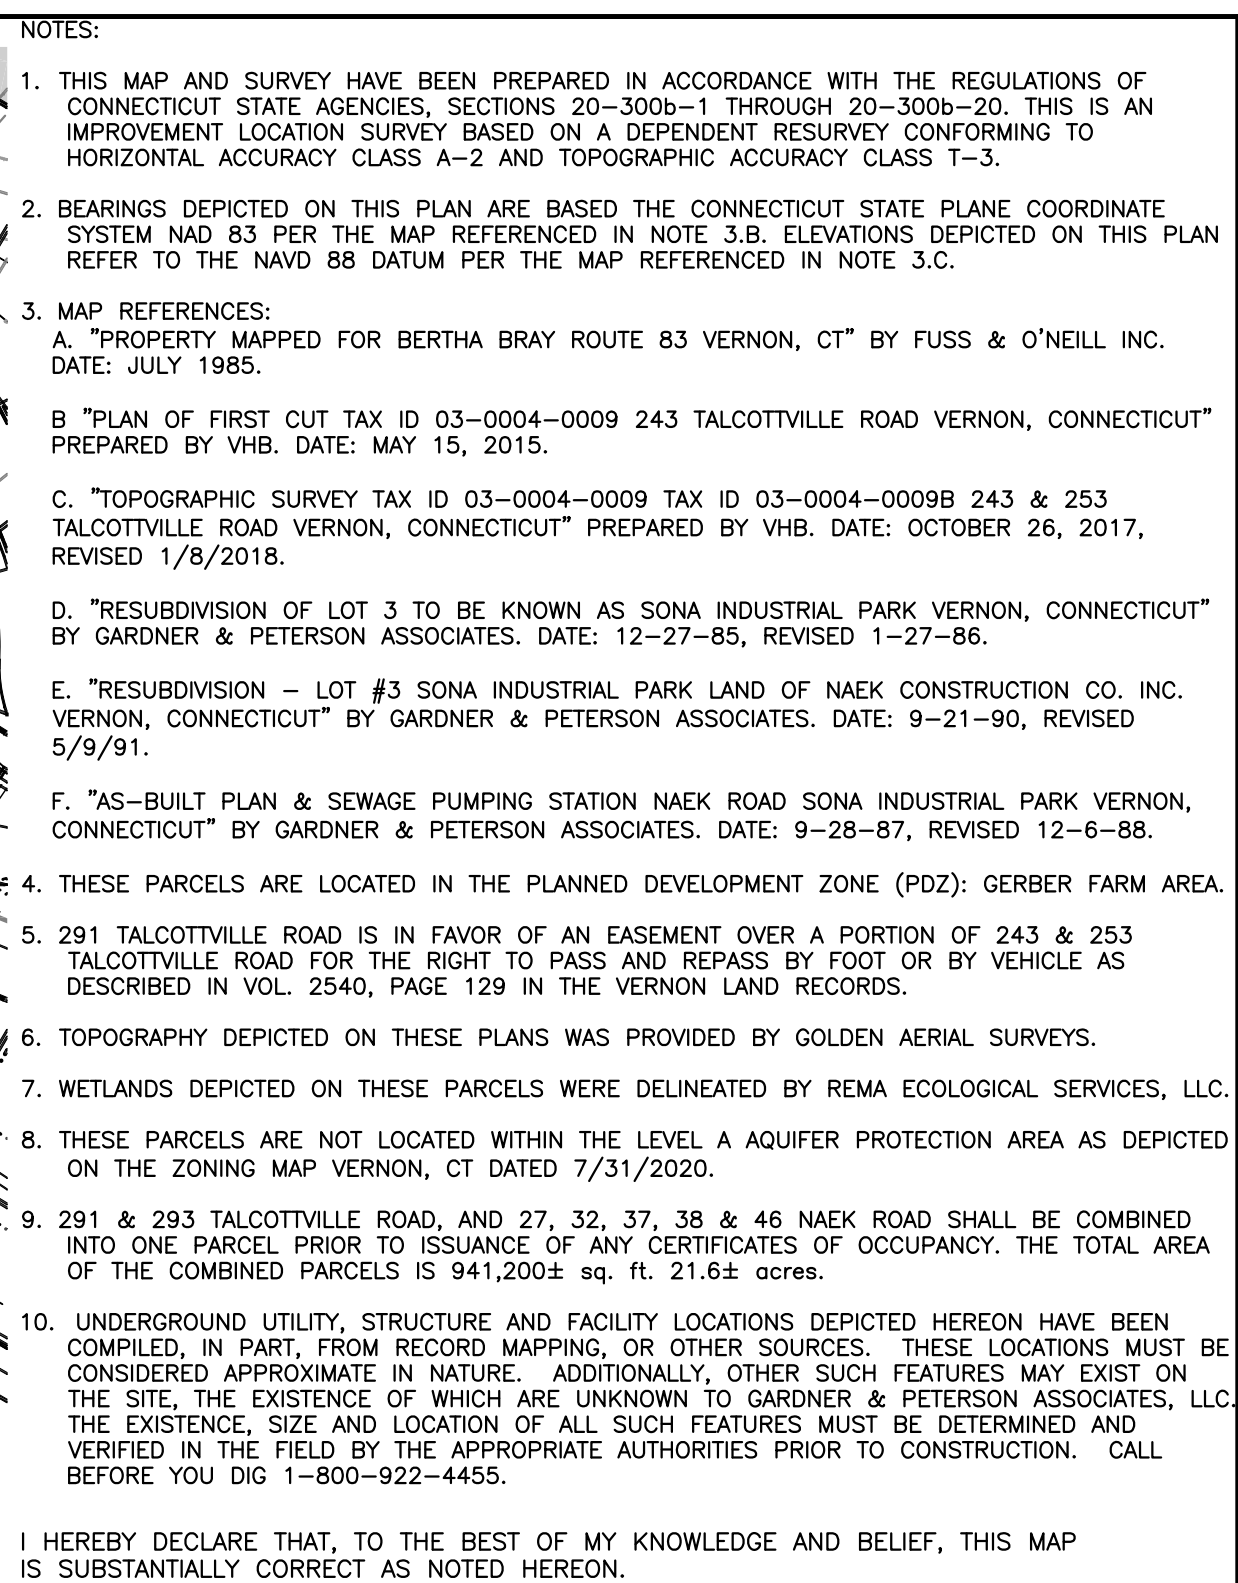 NOTES:
1. THIS MAP AND SURVEY HAVE BEEN PREPARED IN ACCORDANCE WITH THE REGULATIONS OF
CONNECTICUT STATE AGENCIES, SECTIONS 20-300b-1 THROUGH 20-300b-20. THIS IS AN
IMPROVEMENT LOCATION SURVEY BASED ON A DEPENDENT RESURVEY CONFORMING TO
HORIZONTAL ACCURACY CLASS A-2 AND TOPOGRAPHIC ACCURACY CLASS T-3.
2. BEARINGS DEPICTED ON THIS PLAN ARE BASED THE CONNECTICUT STATE PLANE COORDINATE
SYSTEM NAD 83 PER THE MAP REFERENCED IN NOTE 3.B. ELEVATIONS DEPICTED ON THIS PLAN
REFER TO THE NAVD 88 DATUM PER THE MAP REFERENCED IN NOTE 3.C.
3. MAP REFERENCES:
A. "PROPERTY MAPPED FOR BERTHA BRAY ROUTE 83 VERNON, CT" BY FUSS & O'NEILL INC.
DATE: JULY 1985.
B "PLAN OF FIRST CUT TAX ID 03-0004-0009 243 TALCOTTVILLE ROAD VERNON, CONNECTICUT"
PREPARED BY VHB. DATE: MAY 15, 2015.
C. "TOPOGRAPHIC SURVEY TAX ID 03-0004-0009 TAX ID 03-0004-0009B 243 & 253
TALCOTTVILLE ROAD VERNON, CONNECTICUT" PREPARED BY VHB. DATE: OCTOBER 26, 2017,
REVISED 1/8/2018.
D. "RESUBDIVISION OF LOT 3 TO BE KNOWN AS SONA INDUSTRIAL PARK VERNON, CONNECTICUT"
BY GARDNER & PETERSON ASSOCIATES. DATE: 12-27-85, REVISED 1-27-86.
E. "RESUBDIVISION - LOT #3 SONA INDUSTRIAL PARK LAND OF NAEK CONSTRUCTION CO. INC.
VERNON, CONNECTICUT" BY GARDNER & PETERSON ASSOCIATES. DATE: 9-21-90, REVISED
5/9/91.
F. "AS-BUILT PLAN & SEWAGE PUMPING STATION NAEK ROAD SONA INDUSTRIAL PARK VERNON,
CONNECTICUT" BY GARDNER & PETERSON ASSOCIATES. DATE: 9-28-87, REVISED 12-6-88.
4. THESE PARCELS ARE LOCATED IN THE PLANNED DEVELOPMENT ZONE (PDZ): GERBER FARM AREA.
5. 291 TALCOTTVILLE ROAD IS IN FAVOR OF AN EASEMENT OVER A PORTION OF 243 & 253
TALCOTTVILLE ROAD FOR THE RIGHT TO PASS AND REPASS BY FOOT OR BY VEHICLE AS
DESCRIBED IN VOL. 2540, PAGE 129 IN THE VERNON LAND RECORDS.
6. TOPOGRAPHY DEPICTED ON THESE PLANS WAS PROVIDED BY GOLDEN AERIAL SURVEYS.
7. WETLANDS DEPICTED ON THESE PARCELS WERE DELINEATED BY REMA ECOLOGICAL SERVICES, LLC.
8. THESE PARCELS ARE NOT LOCATED WITHIN THE LEVEL A AQUIFER PROTECTION AREA AS DEPICTED
ON THE ZONING MAP VERNON, CT DATED 7/31/2020.
9. 291 & 293 TALCOTTVILLE ROAD, AND 27, 32, 37, 38 & 46 NAEK ROAD SHALL BE COMBINED
INTO ONE PARCEL PRIOR TO ISSUANCE OF ANY CERTIFICATES OF OCCUPANCY. THE TOTAL AREA
OF THE COMBINED PARCELS IS 941,200± sq. ft. 21.6± acres.
10. UNDERGROUND UTILITY, STRUCTURE AND FACILITY LOCATIONS DEPICTED HEREON HAVE BEEN
COMPILED, IN PART, FROM RECORD MAPPING, OR OTHER SOURCES. THESE LOCATIONS MUST BE
CONSIDERED APPROXIMATE IN NATURE. ADDITIONALLY, OTHER SUCH FEATURES MAY EXIST ON
THE SITE, THE EXISTENCE OF WHICH ARE UNKNOWN TO GARDNER & PETERSON ASSOCIATES, LLC.
THE EXISTENCE, SIZE AND LOCATION OF ALL SUCH FEATURES MUST BE DETERMINED AND
VERIFIED IN THE FIELD BY THE APPROPRIATE AUTHORITIES PRIOR TO CONSTRUCTION. CALL
BEFORE YOU DIG 1-800-922-4455.
I HEREBY DECLARE THAT, TO THE BEST OF MY KNOWLEDGE AND BELIEF, THIS MAP
IS SUBSTANTIALLY CORRECT AS NOTED HEREON.